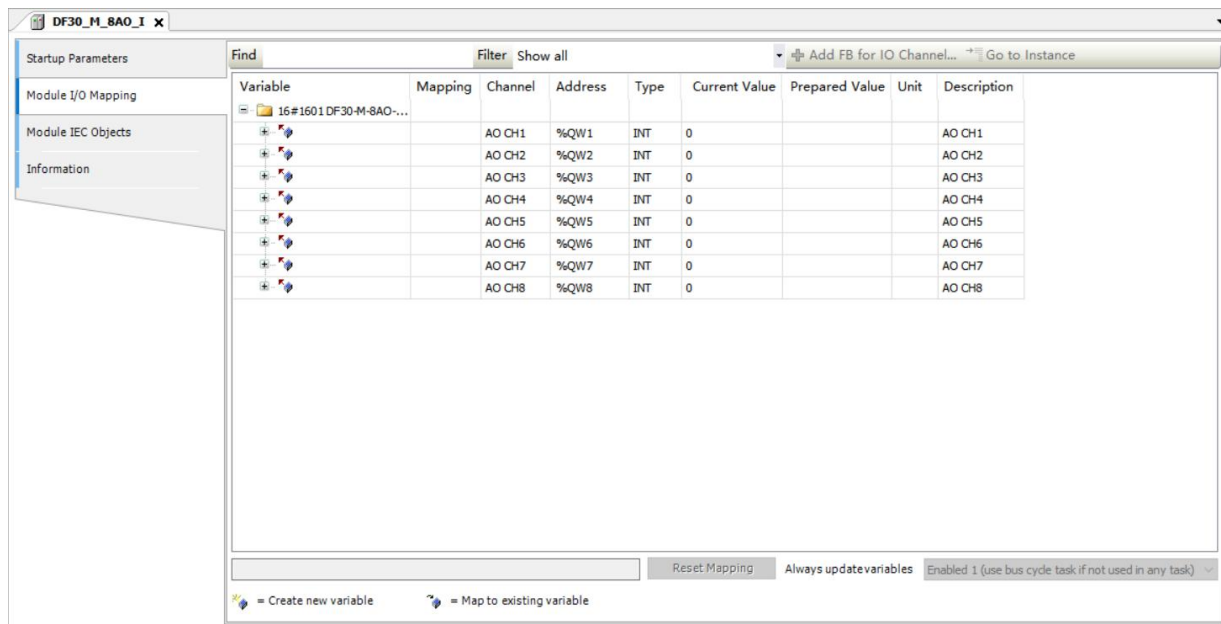 DF30_M_8AO_I X
Startup Parameters
Module I/O Mapping
Module IEC Objects
Information
Find Filter Show all Add FB for IO Channel... Go to Instance
Variable Mapping Channel Address Type Current Value Prepared Value Unit Description
16#1601 DF30-M-8AO-...
AO CH1 %QW1 INT 0 AO CH1
AO CH2 %QW2 INT 0 AO CH2
AO CH3 %QW3 INT 0 AO CH3
AO CH4 %QW4 INT 0 AO CH4
AO CH5 %QW5 INT 0 AO CH5
AO CH6 %QW6 INT 0 AO CH6
AO CH7 %QW7 INT 0 AO CH7
AO CH8 %QW8 INT 0 AO CH8
Reset Mapping Always update variables Enabled 1 (use bus cycle task if not used in any task)
= Create new variable = Map to existing variable